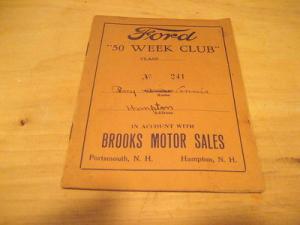 Ford
"50 WEEK CLUB"
CLASS
No 241
Name
Hampton
Address
IN ACCOUNT WITH
BROOKS MOTOR SALES
Portsmouth, N. H. Hampton, N. H.